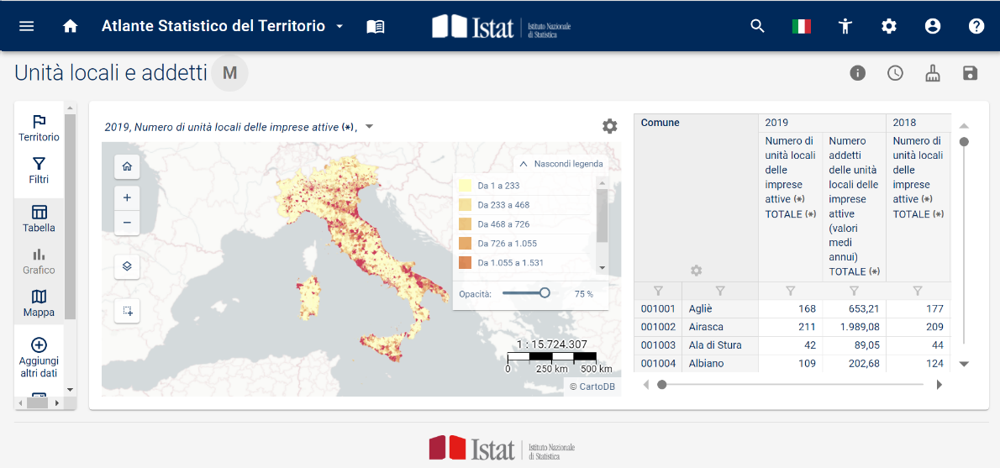 Atlante Statistico del Territorio
Istat
Istituto Nazionale
di Statistica
Unità locali e addetti
M
Territorio
Filtri
Tabella
Grafico
Mappa
Aggiungi
altri dati
2019, Numero di unità locali delle imprese attive (*),
Nascondi legenda
Da 1 a 233
Da 233 a 468
Da 468 a 726
Da 726 a 1.055
Da 1.055 a 1.531
Opacità:
75 %
1 : 15.724.307
0 250 km 500 km
© CartoDB
Comune
2019
2018
Numero di
unità locali
delle
imprese
attive (*)
TOTALE (*)
Numero
addetti
delle unità
locali delle
imprese
attive
(valori
medi
annui)
TOTALE (*)
Numero di
unità locali
delle
imprese
attive (*)
TOTALE (*)
001001 Agliè 168 653,21 177
001002 Airasca 211 1.989,08 209
001003 Ala di Stura 42 89,05 44
001004 Albiano 109 202,68 124
Istat
Istituto Nazionale
di Statistica